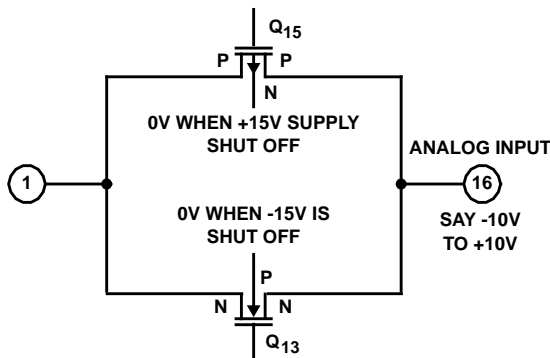 Q15
P P
N
0V WHEN +15V SUPPLY
SHUT OFF
ANALOG INPUT
1
16
0V WHEN -15V IS
SHUT OFF
SAY -10V
TO +10V
P
N N
Q13